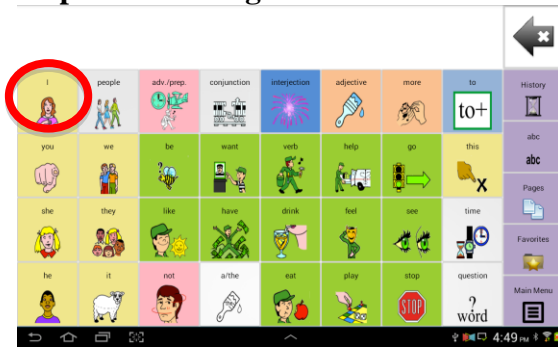 I people adv./prep. conjunction interjection adjective more to
to+
History
you we be want verb help go this
X
abc
abc
Pages
she they like have drink feel see time
Favorites
he it not a/the eat play stop question
STOP
?
word
Main Menu
4:49 PM